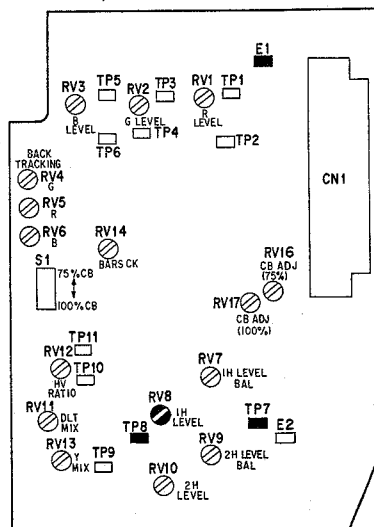 E1
TP5
TP3
TP1
RV3
RV2
RV1
B
LEVEL
G LEVEL
R
LEVEL
TP4
TP6
TP2
BACK
TRACKING
RV4
G
CN1
RV5
R
RV6
B
RV14
BARS CK
S1
75%CB
100%CB
RV16
CB ADJ
(75%)
RV17
CB ADJ
(100%)
TP11
RV12
TP10
HV
RATIO
RV7
1H LEVEL
BAL
RV11
DLT
MIX
RV8
1H
LEVEL
TP8
TP7
E2
RV13
Y
MIX
TP9
RV9
2H LEVEL
BAL
RV10
2H
LEVEL